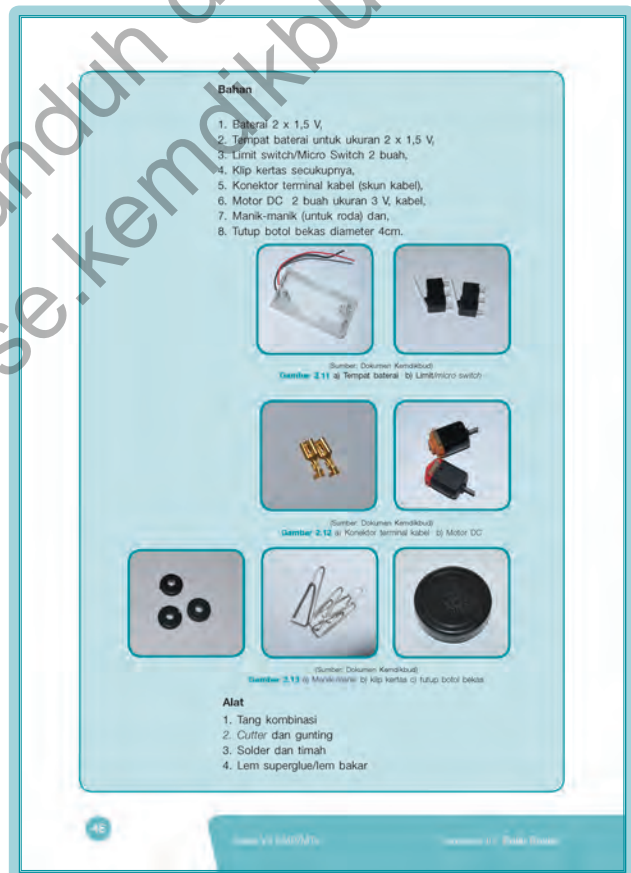 nduh d
se.kemdikbu
Bahan
1. Baterai 2 x 1,5 V,
2. Tempat baterai untuk ukuran 2 x 1,5 V,
3. Limit switch/Micro Switch 2 buah,
4. Klip kertas secukupnya,
5. Konektor terminal kabel (skun kabel),
6. Motor DC 2 buah ukuran 3 V, kabel,
7. Manik-manik (untuk roda) dan,
8. Tutup botol bekas diameter 4cm.
(Sumber: Dokumen Kemdikbud)
Gambar 2.11 a) Tempat baterai b) Limit/micro switch
(Sumber: Dokumen Kemdikbud)
Gambar 2.12 a) Konektor terminal kabel b) Motor DC
(Sumber: Dokumen Kemdikbud)
Gambar 2.13 a) Manik-manik b) klip kertas c) tutup botol bekas
Alat
1. Tang kombinasi
2. Cutter dan gunting
3. Solder dan timah
4. Lem superglue/lem bakar